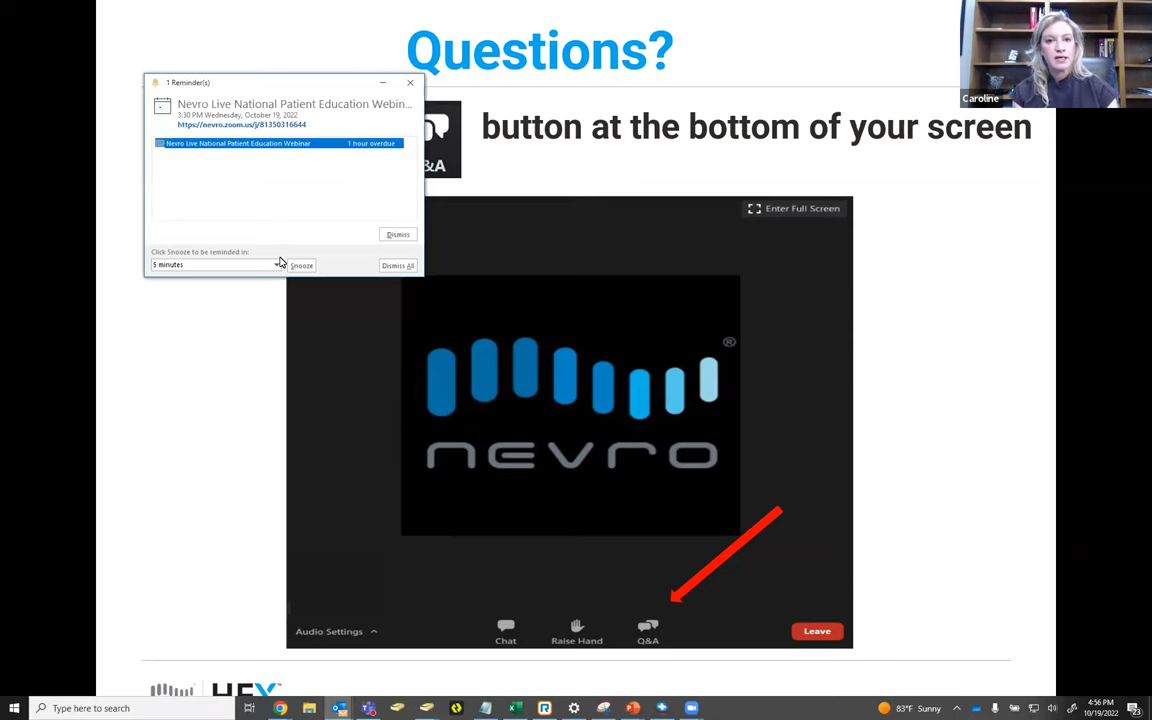 Questions?
Caroline
1 Reminder(s)
Nevro Live National Patient Education Webin...
3:30 PM Wednesday, October 19, 2022
https://nevro.zoom.us/j/81350316644
Nevro Live National Patient Education Webinar 1 hour overdue
Dismiss
Click Snooze to be reminded in:
5 minutes
Snooze
Dismiss All
&A
button at the bottom of your screen
Enter Full Screen
®
nevro
Audio Settings
Chat
Raise Hand
Q&A
Leave
HFX
Type here to search
83°F Sunny
4:56 PM
10/19/2022
23